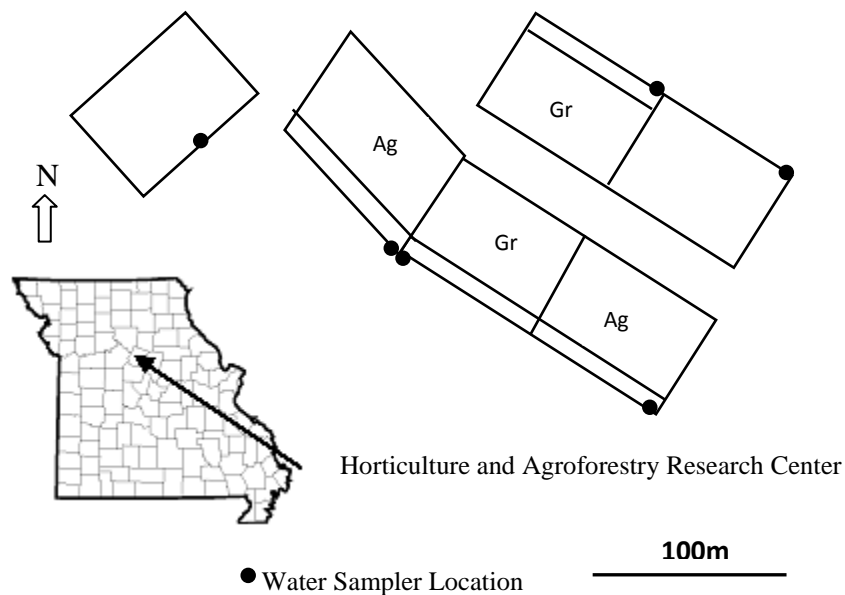 Gr
Ag
N
Gr
Ag
Horticulture and Agroforestry Research Center
100m
Water Sampler Location